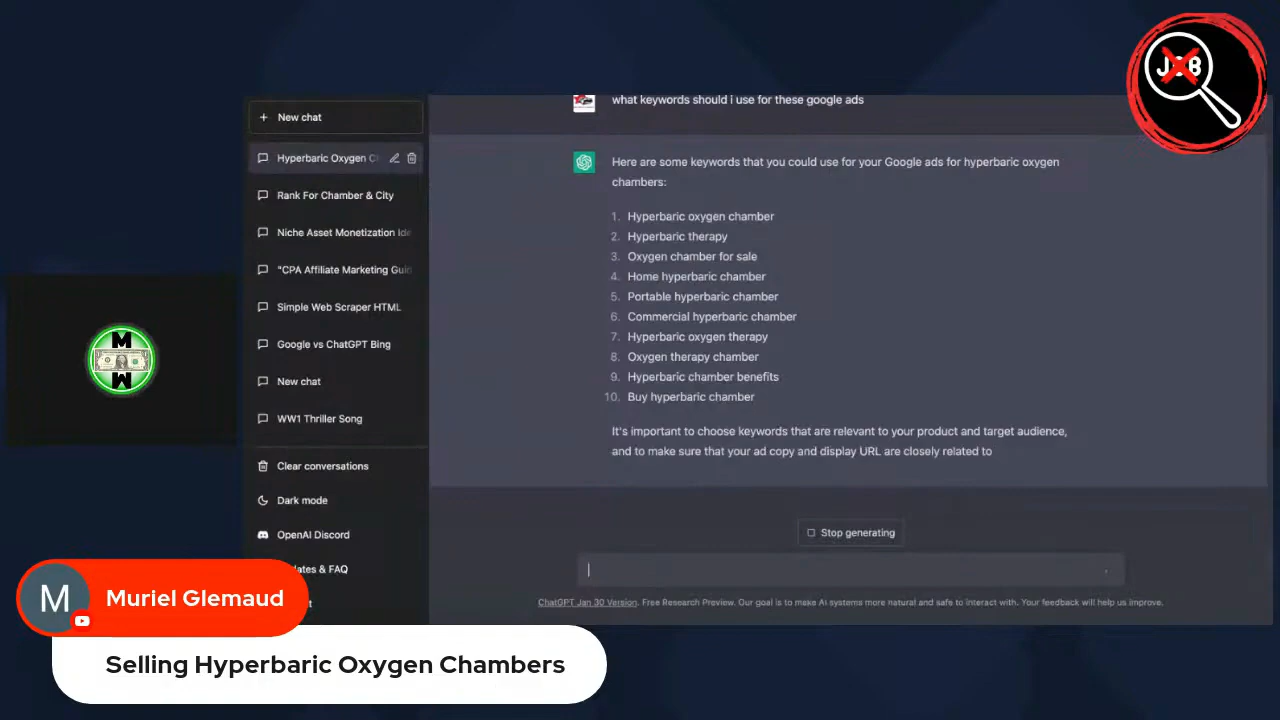 JOB
+ New chat
Hyperbaric Oxygen C
Rank For Chamber & City
Niche Asset Monetization Ide
"CPA Affiliate Marketing Guid
Simple Web Scraper HTML
Google vs ChatGPT Bing
New chat
WW1 Thriller Song
Clear conversations
Dark mode
OpenAI Discord
dates & FAQ
what keywords should i use for these google ads
Here are some keywords that you could use for your Google ads for hyperbaric oxygen
chambers:
1. Hyperbaric oxygen chamber
2. Hyperbaric therapy
3. Oxygen chamber for sale
4. Home hyperbaric chamber
5. Portable hyperbaric chamber
6. Commercial hyperbaric chamber
7. Hyperbaric oxygen therapy
8. Oxygen therapy chamber
9. Hyperbaric chamber benefits
10. Buy hyperbaric chamber
It's important to choose keywords that are relevant to your product and target audience,
and to make sure that your ad copy and display URL are closely related to
Stop generating
ChatGPT Jan 30 Version. Free Research Preview. Our goal is to make AI systems more natural and safe to interact with. Your feedback will help us improve.
M
M
M
Muriel Glemaud
Selling Hyperbaric Oxygen Chambers